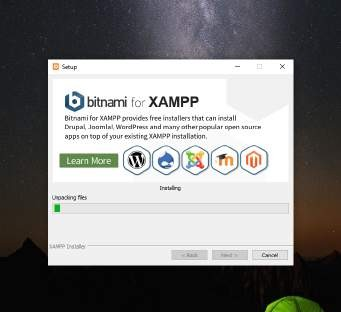 Setup
bitnami for XAMPP
Bitnami for XAMPP provides free installers that can install
Drupal, Joomla!, WordPress and many other popular open source
apps on top of your existing XAMPP installation.
Learn More
Installing
Unpacking files
XAMPP Installer
< Back
Next >
Cancel